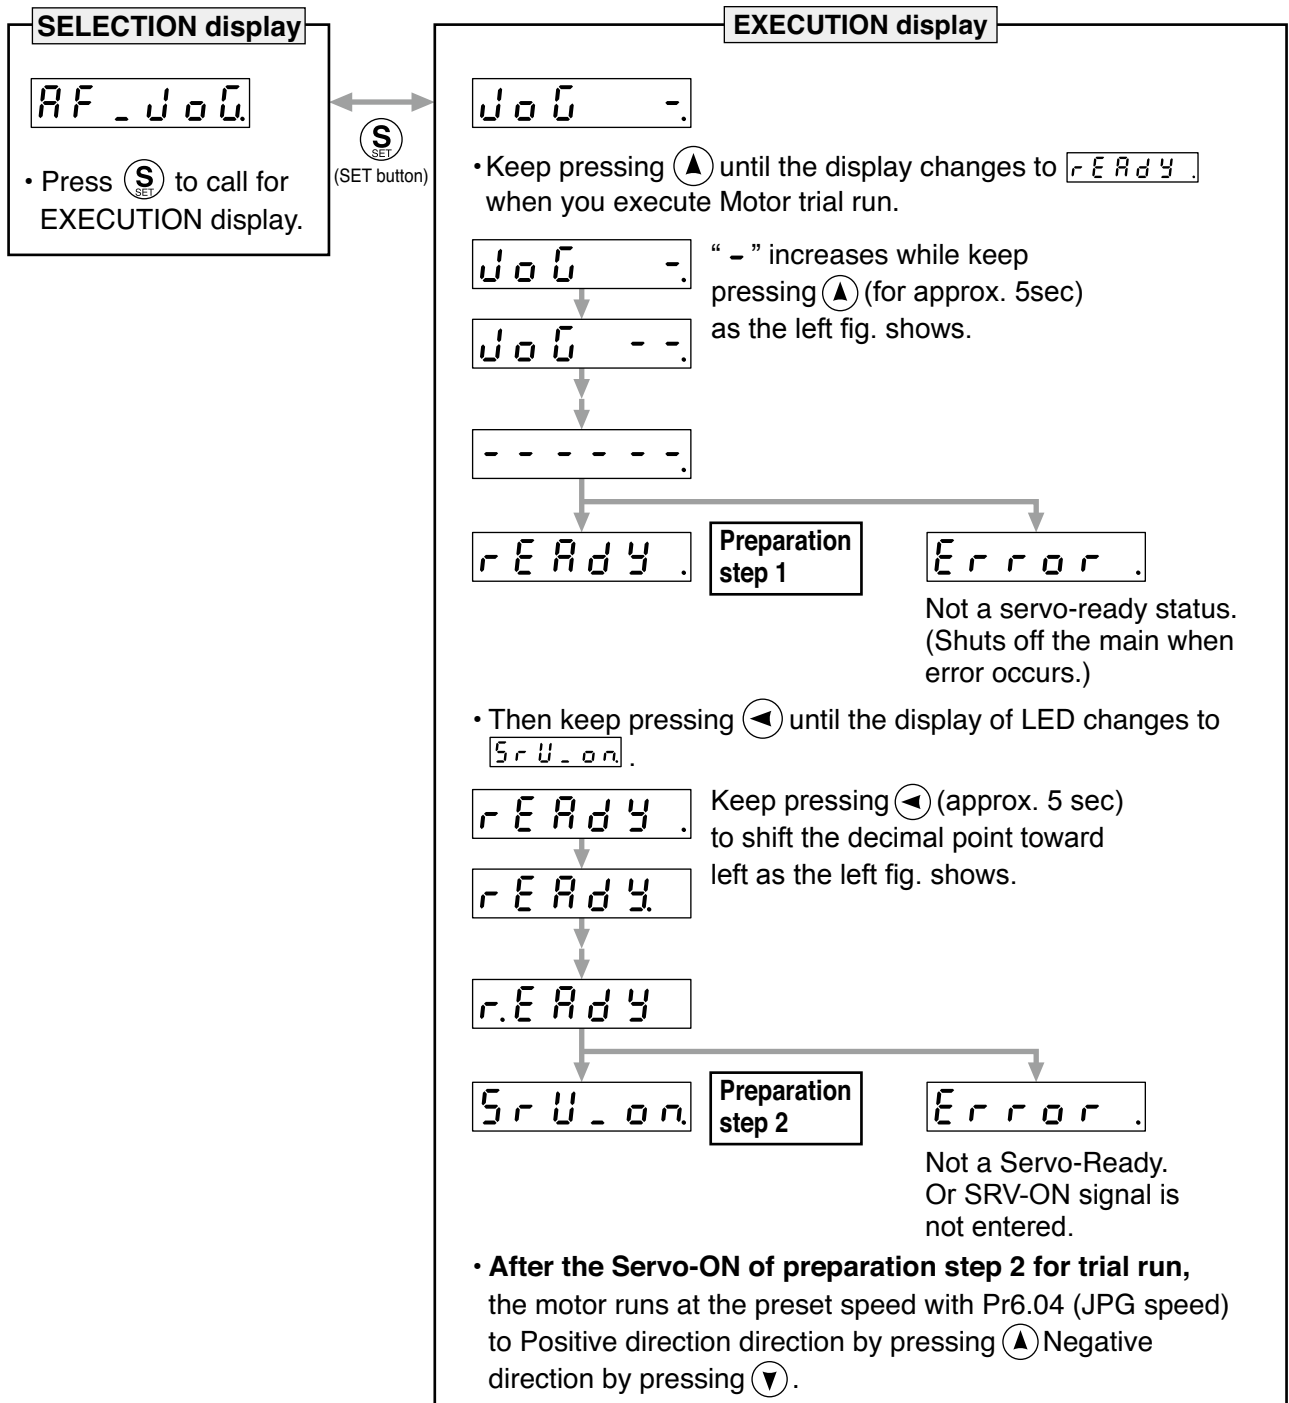 SELECTION display
AF_JoG.
• Press S SET to call for
EXECUTION display.
S SET
(SET button)
EXECUTION display
JoG -.
• Keep pressing ▲ until the display changes to rEAdy .
when you execute Motor trial run.
JoG -.
“ - ” increases while keep
pressing ▲ (for approx. 5sec)
as the left fig. shows.
JoG --.
------.
rEAdy .
Preparation
step 1
Error .
Not a servo-ready status.
(Shuts off the main when
error occurs.)
• Then keep pressing ◀ until the display of LED changes to
SrU_on. .
rEAdy .
Keep pressing ◀ (approx. 5 sec)
to shift the decimal point toward
left as the left fig. shows.
rEAdy.
r.EAdy
SrU_on.
Preparation
step 2
Error .
Not a Servo-Ready.
Or SRV-ON signal is
not entered.
• After the Servo-ON of preparation step 2 for trial run,
the motor runs at the preset speed with Pr6.04 (JPG speed)
to Positive direction direction by pressing ▲ Negative
direction by pressing ▼ .